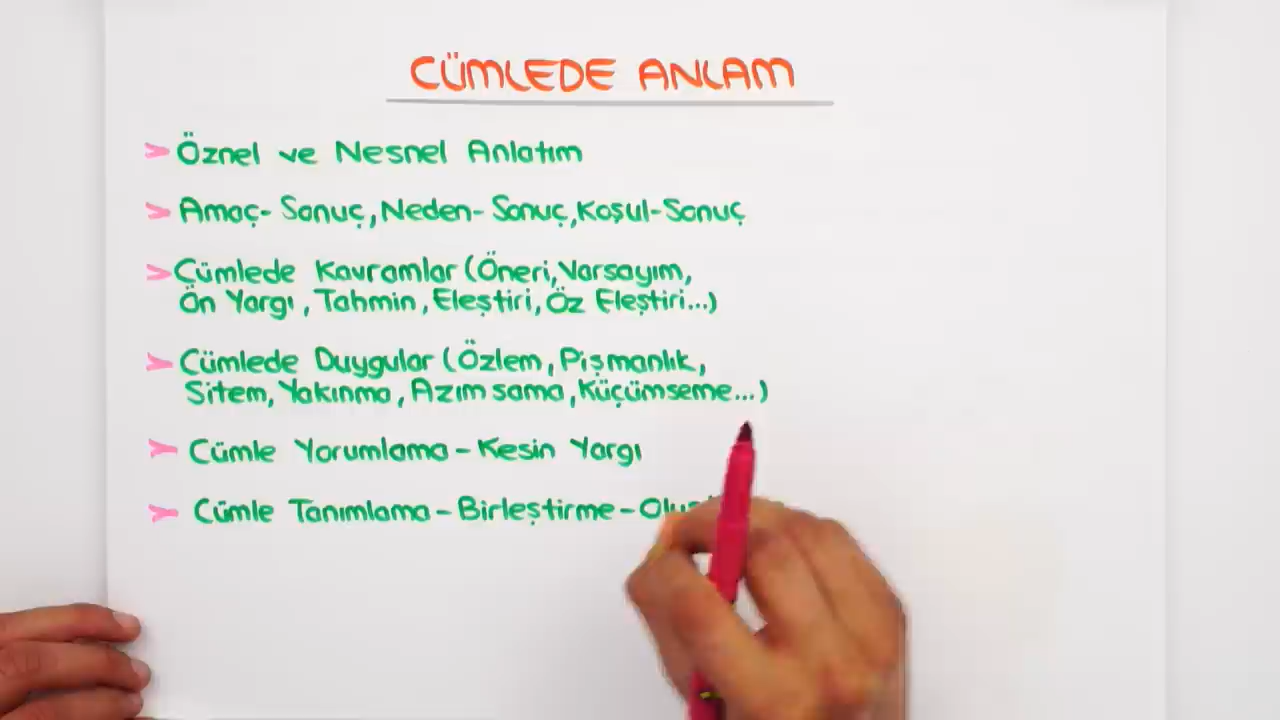 CÜMLEDE ANLAM
➤ Öznel ve Nesnel Anlatım
➤ Amaç-Sonuç, Neden-Sonuç, Koşul-Sonuç
➤ Cümlede Kavramlar (Öneri, Varsayım,
Ön Yargı, Tahmin, Eleştiri, Öz Eleştiri...)
➤ Cümlede Duygular (Özlem, Pişmanlık,
Sitem, Yakınma, Azımsama, Küçümseme...)
➤ Cümle Yorumlama - Kesin Yargı
➤ Cümle Tanımlama - Birleştirme -